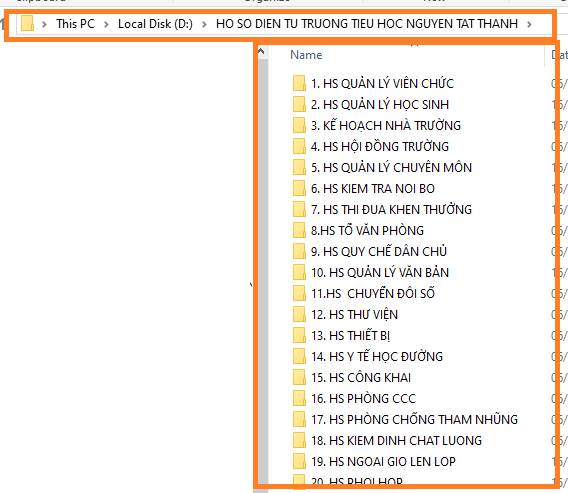 This PC > Local Disk (D:) > HO SO DIEN TU TRUONG TIEU HOC NGUYEN TAT THANH >
Name
1. HS QUẢN LÝ VIÊN CHỨC
2. HS QUẢN LÝ HỌC SINH
3. KẾ HOẠCH NHÀ TRƯỜNG
4. HS HỘI ĐỒNG TRƯỜNG
5. HS QUẢN LÝ CHUYÊN MÔN
6. HS KIEM TRA NOI BO
7. HS THI ĐUA KHEN THƯỞNG
8.HS TỔ VĂN PHÒNG
9. HS QUY CHẾ DÂN CHỦ
10. HS QUẢN LÝ VĂN BẢN
11.HS  CHUYỂN ĐÔI SỐ
12. HS THƯ VIỆN
13. HS THIẾT BỊ
14. HS Y TẾ HỌC ĐƯỜNG
15. HS CÔNG KHAI
16. HS PHÒNG CCC
17. HS PHÒNG CHỐNG THAM NHŨNG
18. HS KIEM DINH CHAT LUONG
19. HS NGOAI GIO LEN LOP
20. HS PHOI HOP